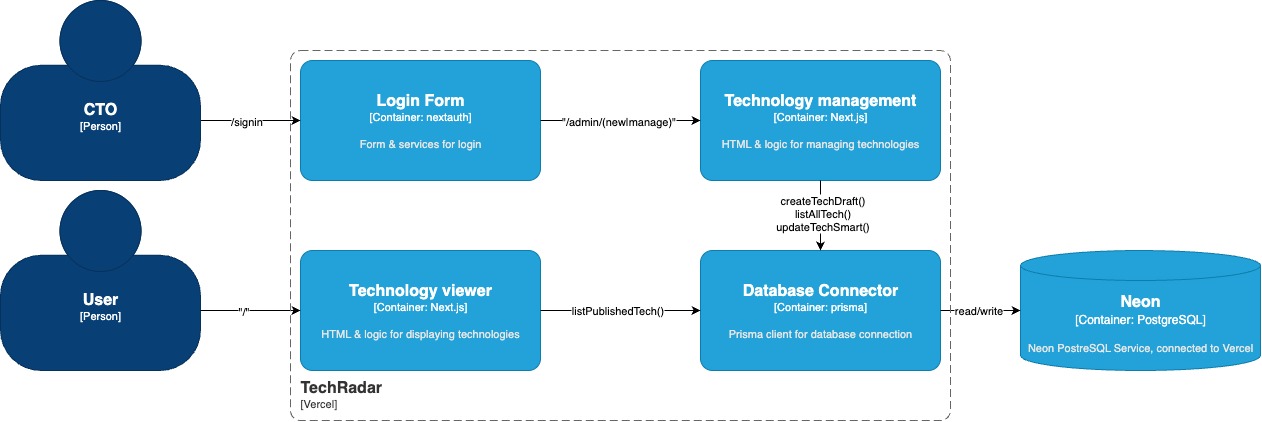 CTO
[Person]
/signin
Login Form
[Container: nextauth]
Form & services for login
"/admin/(new|manage)"
Technology management
[Container: Next.js]
HTML & logic for managing technologies
createTechDraft()
listAllTech()
updateTechSmart()
User
[Person]
"/"
Technology viewer
[Container: Next.js]
HTML & logic for displaying technologies
listPublishedTech()
Database Connector
[Container: prisma]
Prisma client for database connection
read/write
Neon
[Container: PostgreSQL]
Neon PostreSQL Service, connected to Vercel
TechRadar
[Vercel]